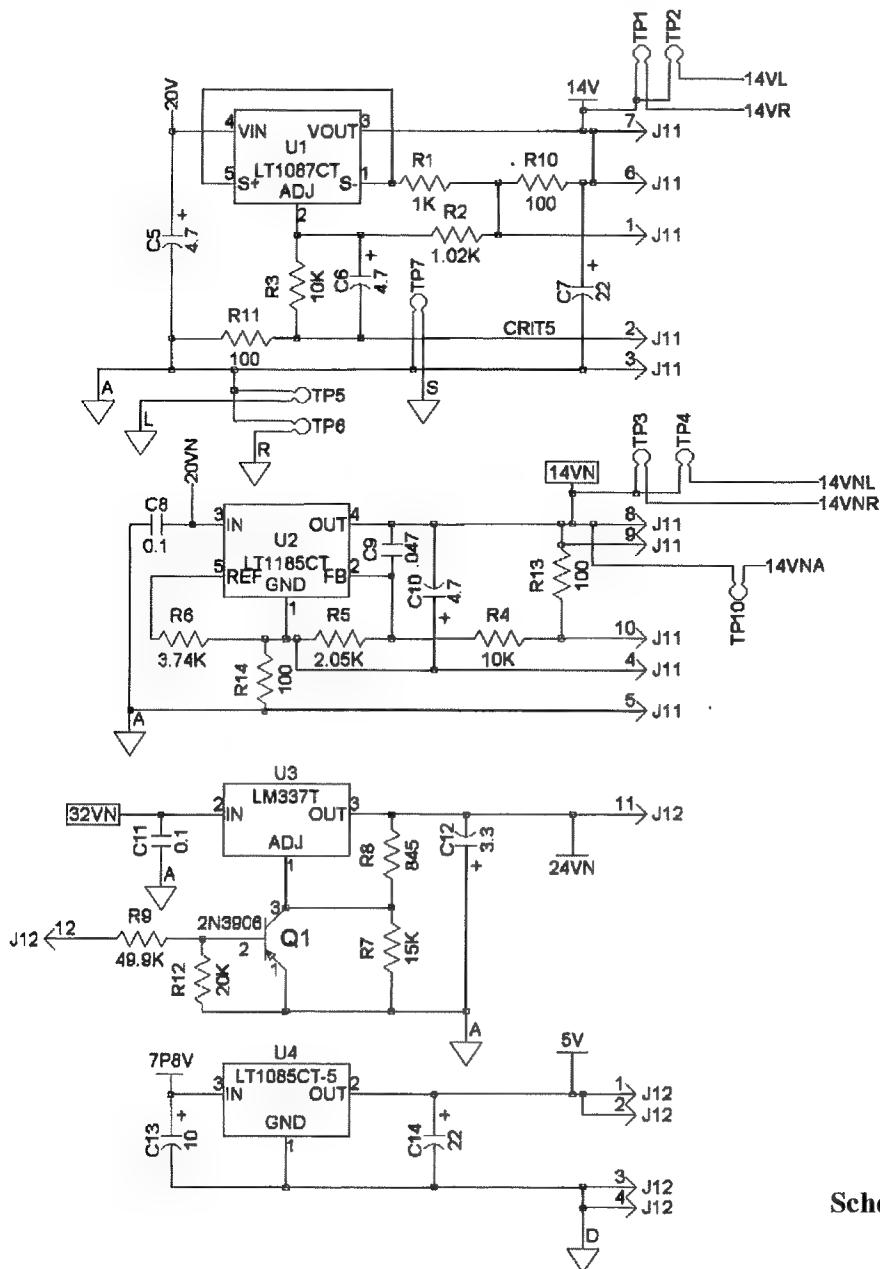 TP1
TP2
14VL
14VR
20V
14V
4
VIN
VOUT
3
7
J11
U1
LT1087CT
5
S+
S-
1
ADJ
2
R1
1K
R10
100
6
J11
R2
1.02K
1
J11
C5
4.7
+
R3
10K
C6
4.7
+
TP7
C7
22
+
R11
100
CRIT5
2
J11
3
J11
A
L
TP5
TP6
S
R
TP3
TP4
20VN
14VN
14VNL
14VNR
C8
0.1
3
IN
OUT
4
8
J11
U2
LT1185CT
9
J11
5
REF
FB
2
GND
1
C9
.047
C10
4.7
+
R13
100
14VNA
TP10
R6
3.74K
R5
2.05K
R4
10K
10
J11
R14
100
4
J11
5
J11
A
U3
LM337T
32VN
2
IN
OUT
3
11
J12
ADJ
1
C11
0.1
A
R8
845
C12
3.3
+
24VN
J12
12
R9
49.9K
2N3906
3
2
Q1
1
R12
20K
R7
15K
A
U4
LT1085CT-5
7P8V
5V
3
IN
OUT
2
1
J12
2
J12
GND
1
C13
10
+
C14
22
+
3
J12
4
J12
D
Sche